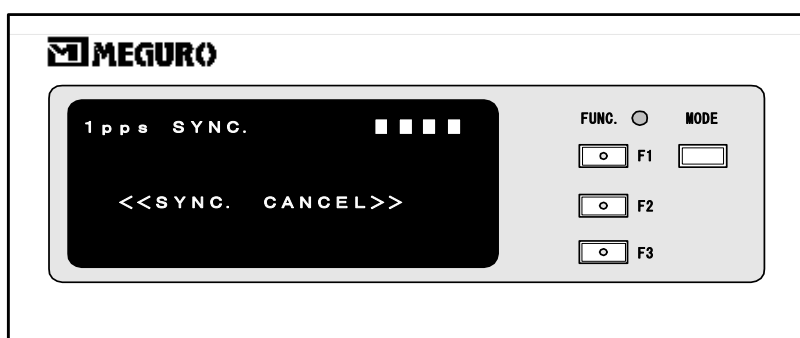 MEGURO
1pps SYNC.
<<SYNC. CANCEL>>
FUNC. MODE
F1
F2
F3